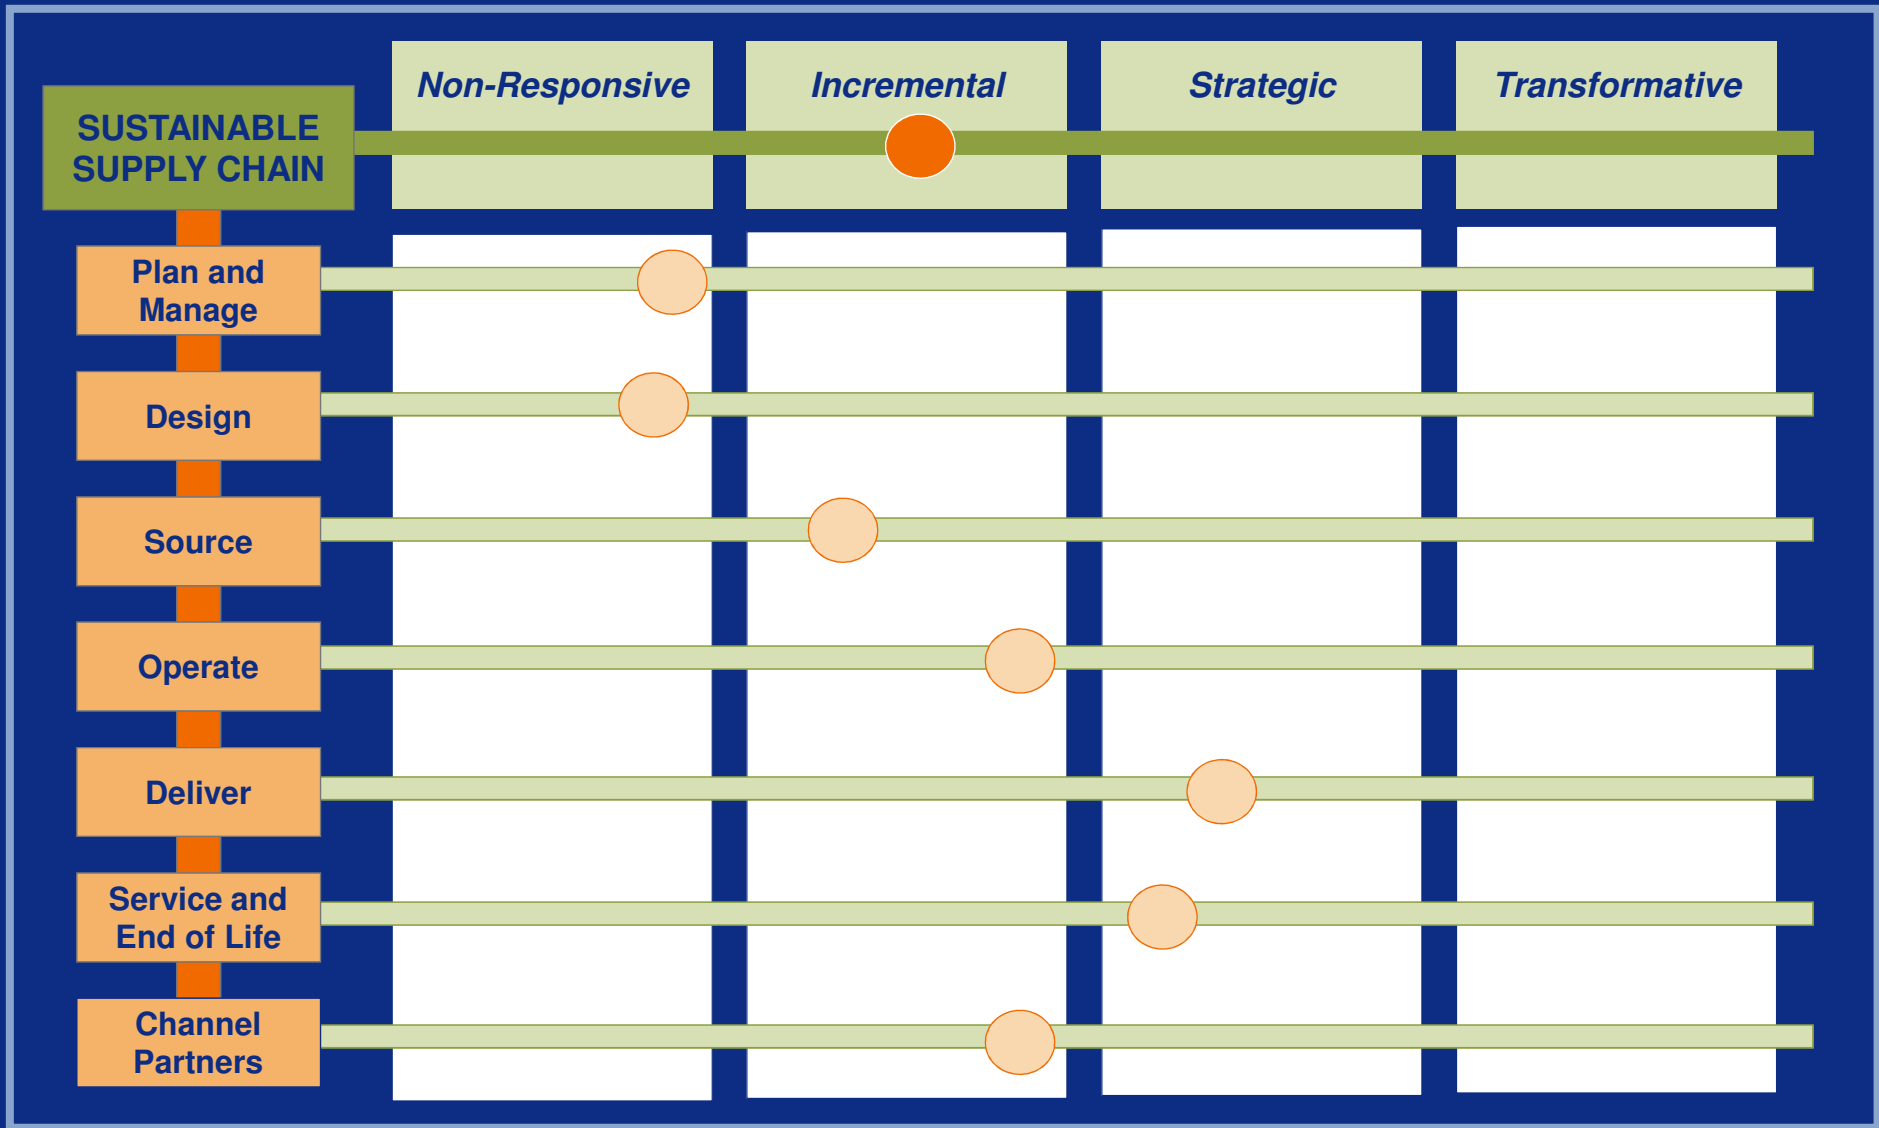 Non-Responsive
Incremental
Strategic
Transformative
SUSTAINABLE
SUPPLY CHAIN
Plan and
Manage
Design
Source
Operate
Deliver
Service and
End of Life
Channel
Partners